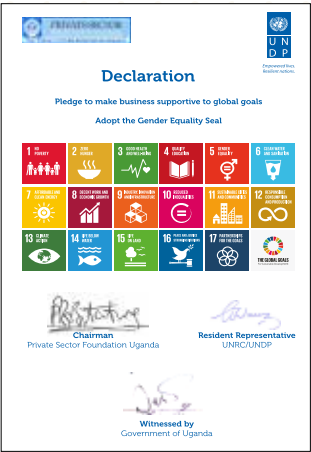 PRIVATE SECTOR
U N
D P
Empowered lives.
Resilient nations.
Declaration
Pledge to make business supportive to global goals
Adopt the Gender Equality Seal
1 NO POVERTY
2 ZERO HUNGER
3 GOOD HEALTH AND WELL-BEING
4 QUALITY EDUCATION
5 GENDER EQUALITY
6 CLEAN WATER AND SANITATION
7 AFFORDABLE AND CLEAN ENERGY
8 DECENT WORK AND ECONOMIC GROWTH
9 INDUSTRY, INNOVATION AND INFRASTRUCTURE
10 REDUCED INEQUALITIES
11 SUSTAINABLE CITIES AND COMMUNITIES
12 RESPONSIBLE CONSUMPTION AND PRODUCTION
13 CLIMATE ACTION
14 LIFE BELOW WATER
15 LIFE ON LAND
16 PEACE AND JUSTICE STRONG INSTITUTIONS
17 PARTNERSHIPS FOR THE GOALS
THE GLOBAL GOALS
Chairman
Private Sector Foundation Uganda
Resident Representative
UNRC/UNDP
Witnessed by
Government of Uganda